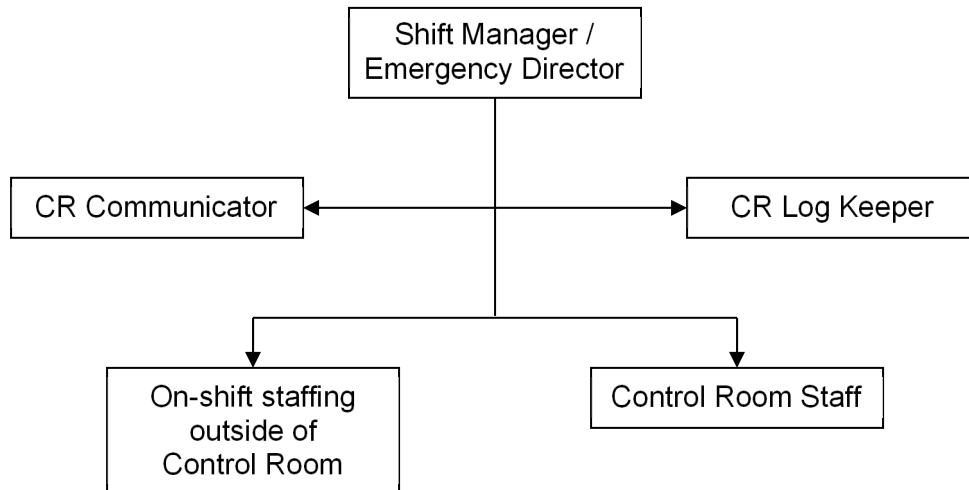 Shift Manager /
Emergency Director
CR Communicator
CR Log Keeper
On-shift staffing
outside of
Control Room
Control Room Staff